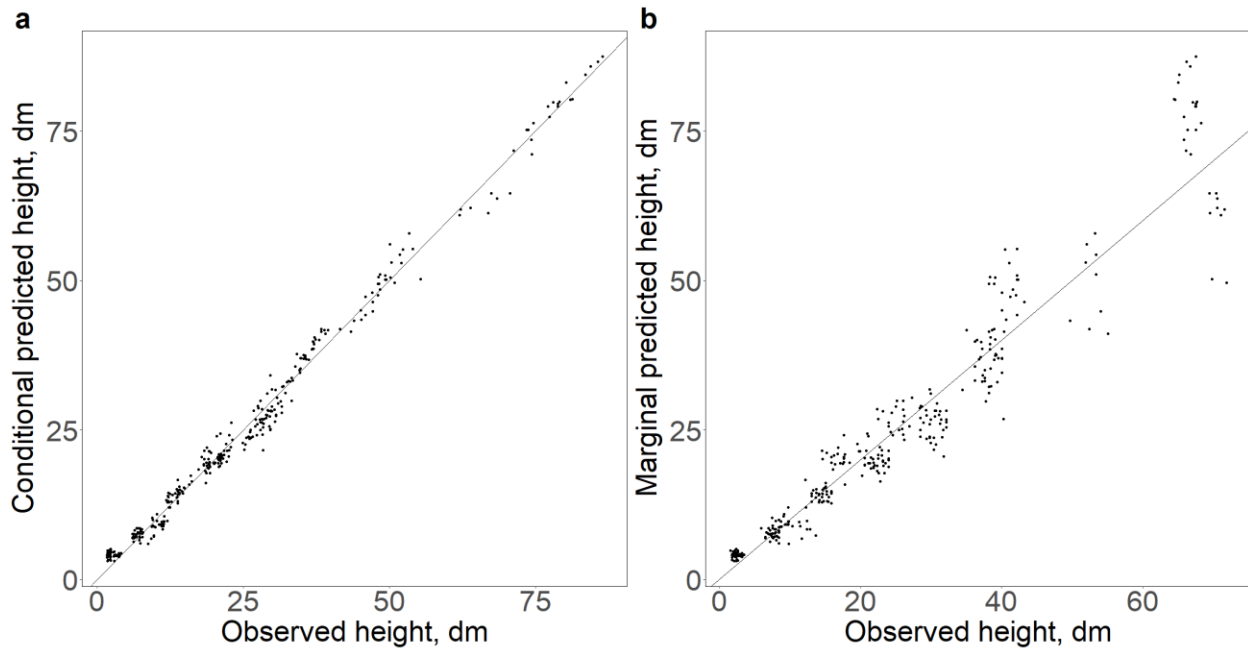 a
b
Conditional predicted height, dm
75
50
25
0
0 25 50 75
Observed height, dm
Marginal predicted height, dm
75
50
25
0
0 20 40 60
Observed height, dm